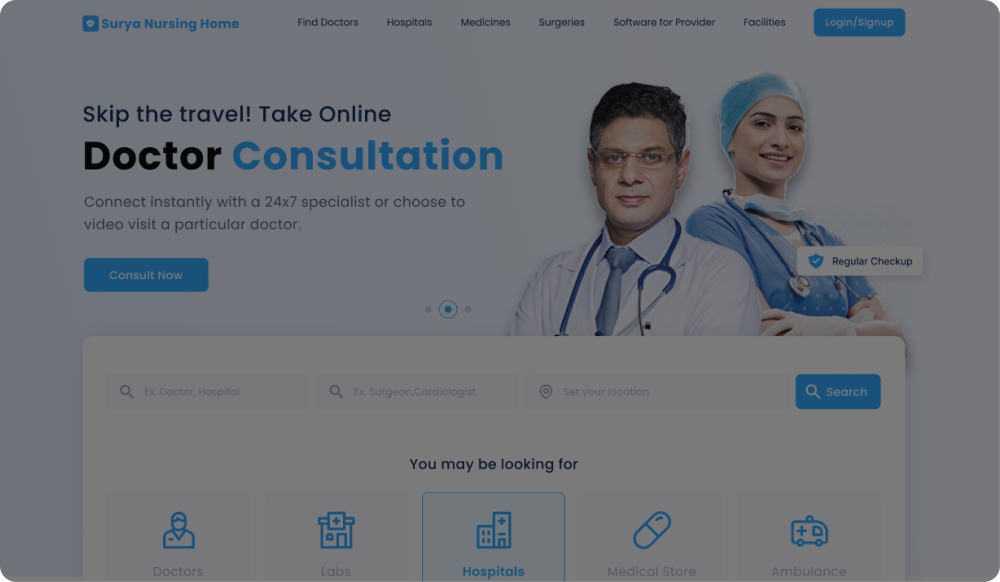 Surya Nursing Home
Find Doctors
Hospitals
Medicines
Surgeries
Software for Provider
Facilities
Login/Signup
Skip the travel! Take Online
Doctor Consultation
Connect instantly with a 24x7 specialist or choose to
video visit a particular doctor.
Consult Now
Regular Checkup
Ex. Doctor, Hospital
Ex. Surgeon,Cardiologist
Set your location
Search
You may be looking for
Doctors
Labs
Hospitals
Medical Store
Ambulance